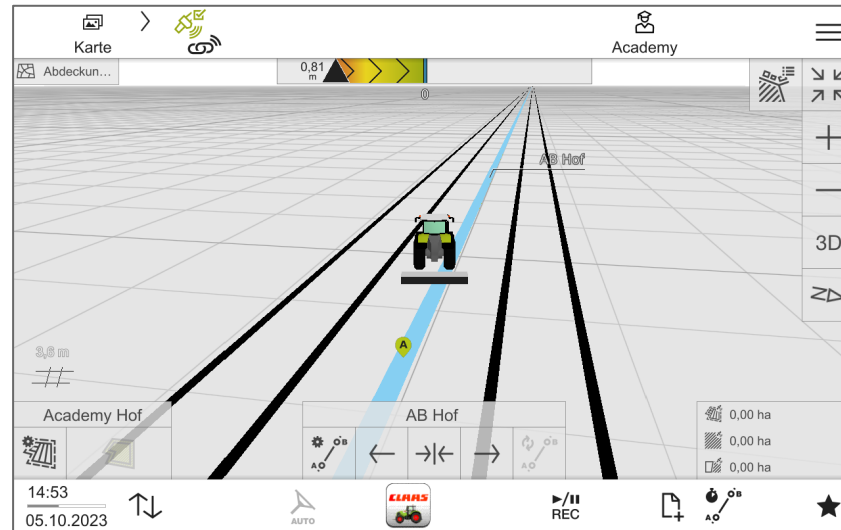 Karte
Academy
Abdeckun...
0,81
m
0
AB Hof
3D
N
A
3,6 m
Academy Hof
AB Hof
A B
A B
0,00 ha
0,00 ha
0,00 ha
14:53
05.10.2023
AUTO
CLAAS
REC
A B